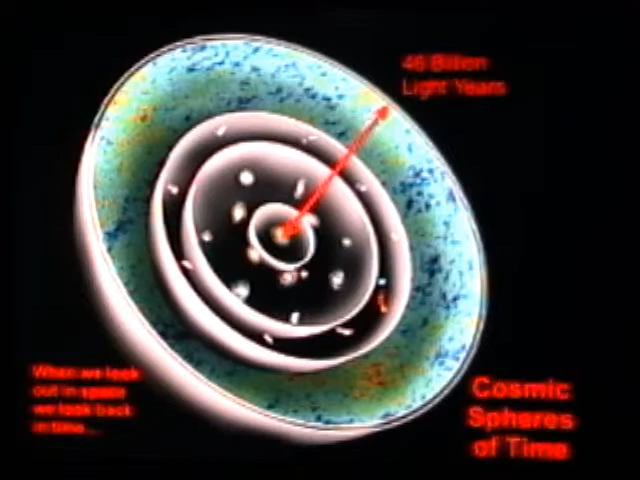 46 Billion
Light Years
When we look
out in space
we look back
in time...
Cosmic
Spheres
of Time